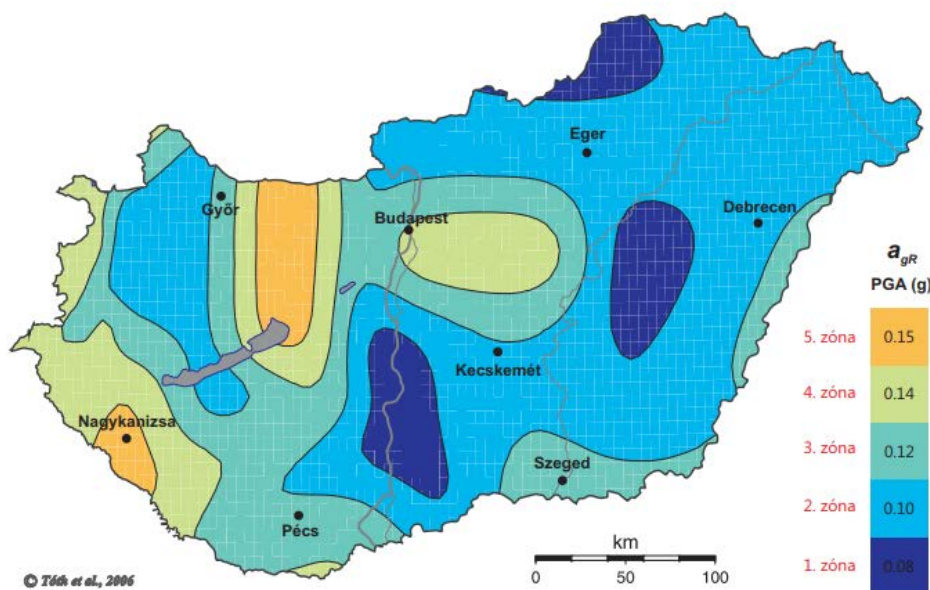 Eger
Győr
Budapest
Debrecen
a_gR
PGA (g)
5. zóna
0.15
Kecskemét
4. zóna
0.14
Nagykanizsa
3. zóna
0.12
Szeged
2. zóna
0.10
Pécs
km
1. zóna
0.08
0
50
100
© Tóth et al., 2006